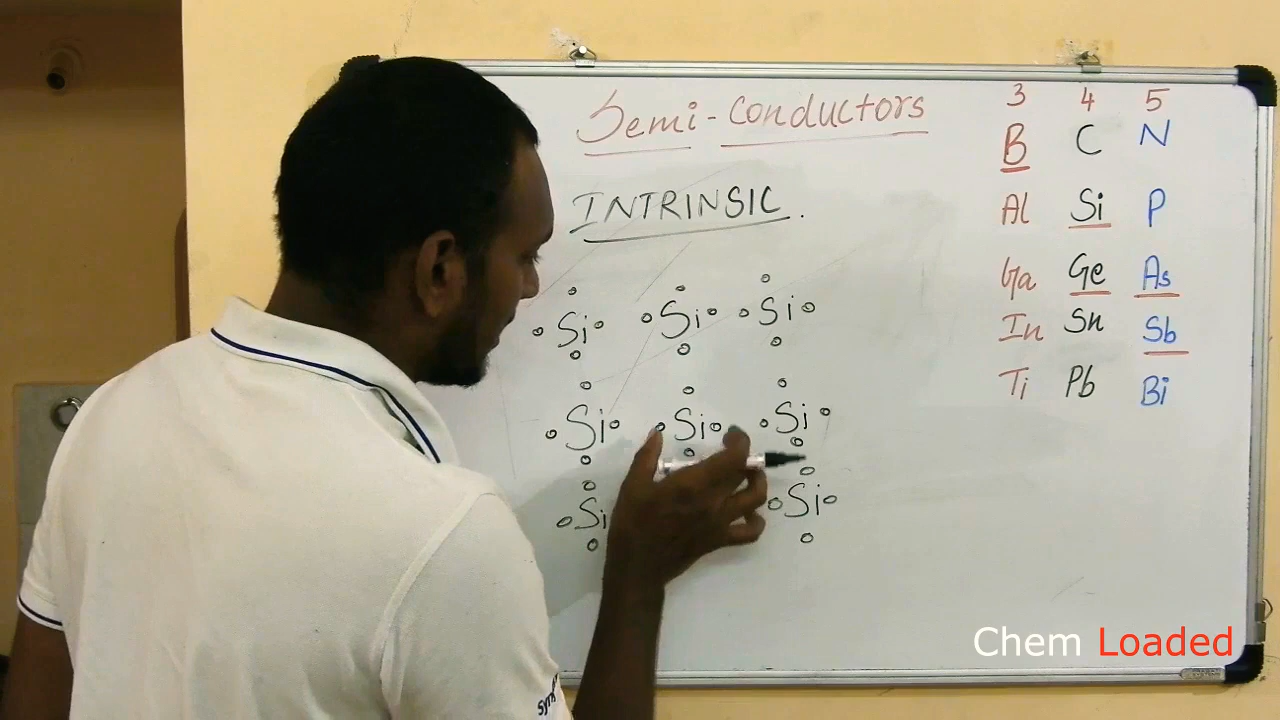 Semi-conductors
INTRINSIC.
3 4 5
B C N
Al Si P
Ga Ge As
In Sn Sb
Ti Pb Bi
Si Si Si
Si Si Si
Si Si
Chem Loaded